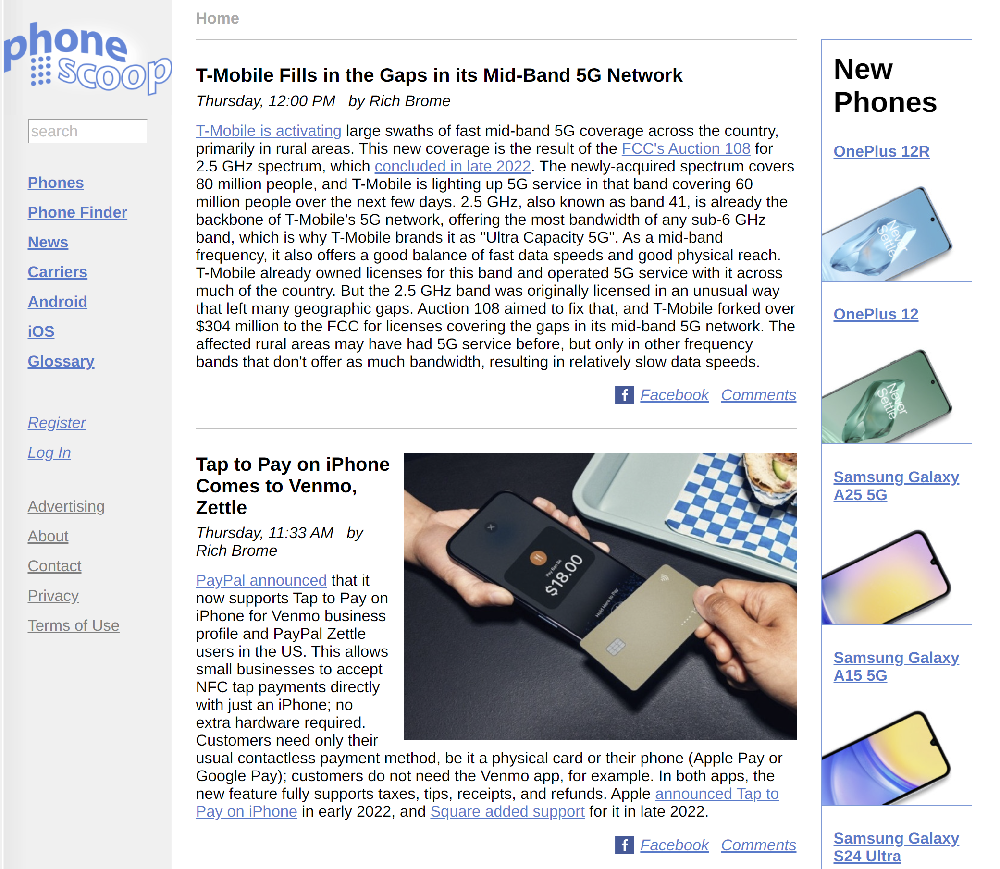 phone
scoop
search
Phones
Phone Finder
News
Carriers
Android
iOS
Glossary
Register
Log In
Advertising
About
Contact
Privacy
Terms of Use
Home
T-Mobile Fills in the Gaps in its Mid-Band 5G Network
Thursday, 12:00 PM by Rich Brome
T-Mobile is activating large swaths of fast mid-band 5G coverage across the country,
primarily in rural areas. This new coverage is the result of the FCC's Auction 108 for
2.5 GHz spectrum, which concluded in late 2022. The newly-acquired spectrum covers
80 million people, and T-Mobile is lighting up 5G service in that band covering 60
million people over the next few days. 2.5 GHz, also known as band 41, is already the
backbone of T-Mobile's 5G network, offering the most bandwidth of any sub-6 GHz
band, which is why T-Mobile brands it as "Ultra Capacity 5G". As a mid-band
frequency, it also offers a good balance of fast data speeds and good physical reach.
T-Mobile already owned licenses for this band and operated 5G service with it across
much of the country. But the 2.5 GHz band was originally licensed in an unusual way
that left many geographic gaps. Auction 108 aimed to fix that, and T-Mobile forked over
$304 million to the FCC for licenses covering the gaps in its mid-band 5G network. The
affected rural areas may have had 5G service before, but only in other frequency
bands that don't offer as much bandwidth, resulting in relatively slow data speeds.
f Facebook Comments
Tap to Pay on iPhone
Comes to Venmo,
Zettle
Thursday, 11:33 AM by
Rich Brome
PayPal announced that it
now supports Tap to Pay on
iPhone for Venmo business
profile and PayPal Zettle
users in the US. This allows
small businesses to accept
NFC tap payments directly
with just an iPhone; no
extra hardware required.
Customers need only their
usual contactless payment method, be it a physical card or their phone (Apple Pay or
Google Pay); customers do not need the Venmo app, for example. In both apps, the
new feature fully supports taxes, tips, receipts, and refunds. Apple announced Tap to
Pay on iPhone in early 2022, and Square added support for it in late 2022.
Pay Ban Bè
$18.00
Hold Here to Pay
f Facebook Comments
New
Phones
OnePlus 12R
Never
Settle
OnePlus 12
Never
Settle
Samsung Galaxy
A25 5G
Samsung Galaxy
A15 5G
Samsung Galaxy
S24 Ultra